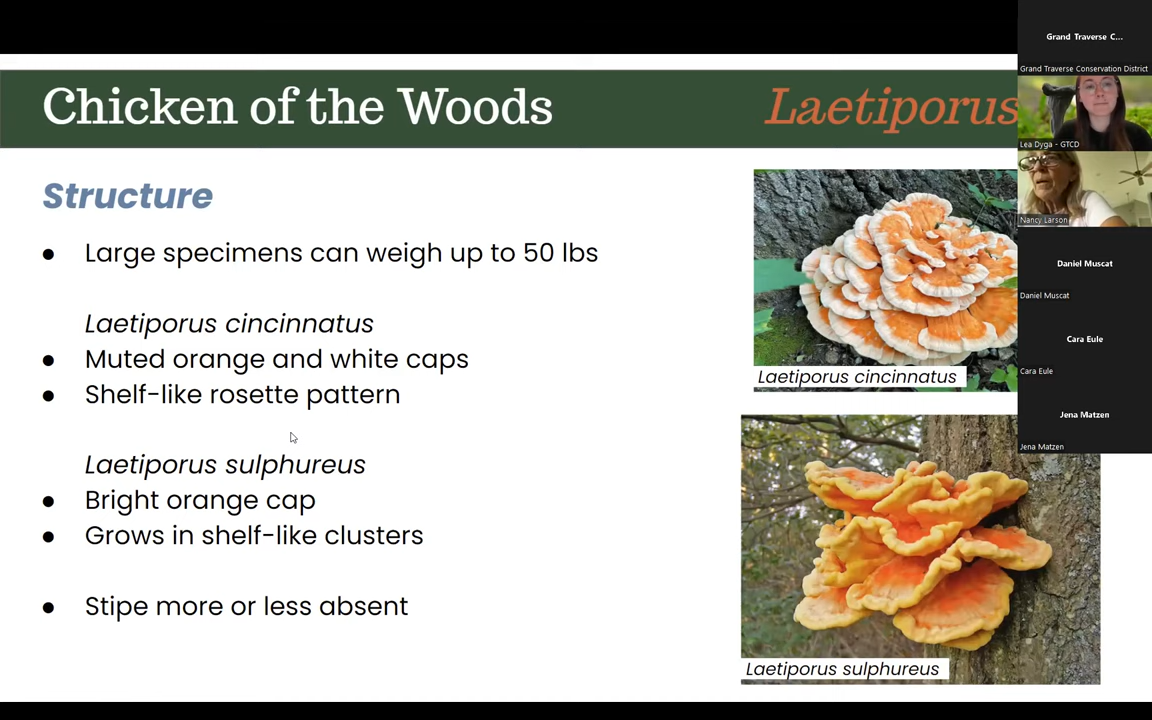 Chicken of the Woods
Laetiporus
Structure
● Large specimens can weigh up to 50 lbs
Laetiporus cincinnatus
● Muted orange and white caps
● Shelf-like rosette pattern
Laetiporus sulphureus
● Bright orange cap
● Grows in shelf-like clusters
● Stipe more or less absent
Laetiporus cincinnatus
Laetiporus sulphureus
Grand Traverse C...
Grand Traverse Conservation District
Lea Dyga - GTCD
Nancy Larson
Daniel Muscat
Daniel Muscat
Cara Eule
Cara Eule
Jena Matzen
Jena Matzen